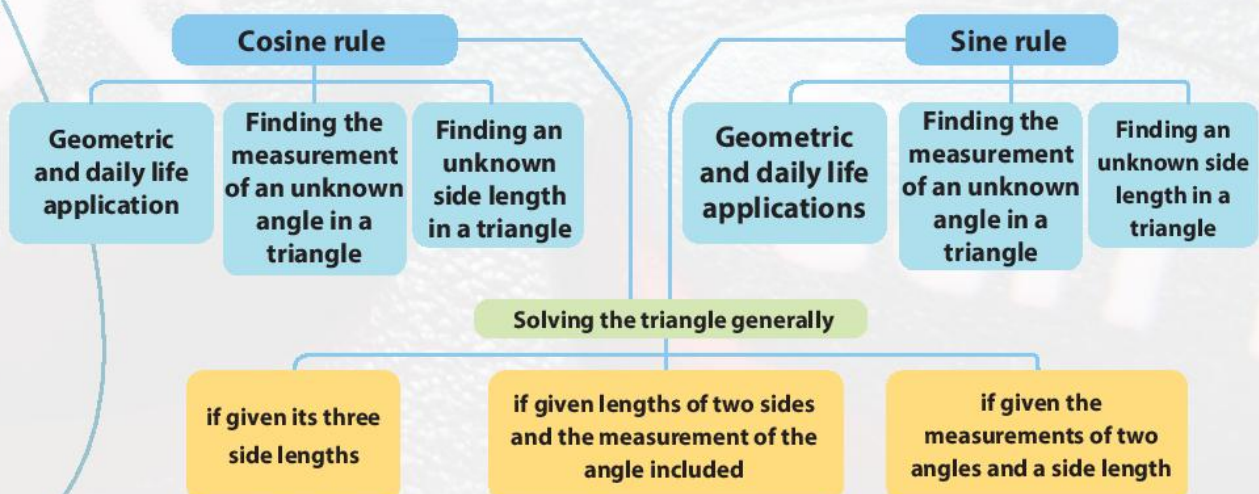 Cosine rule
Sine rule
Geometric
and daily life
application
Finding the
measurement
of an unknown
angle in a
triangle
Finding an
unknown
side length
in a triangle
Geometric
and daily life
applications
Finding the
measurement
of an unknown
angle in a
triangle
Finding an
unknown side
length in a
triangle
Solving the triangle generally
if given its three
side lengths
if given lengths of two sides
and the measurement of the
angle included
if given the
measurements of two
angles and a side length